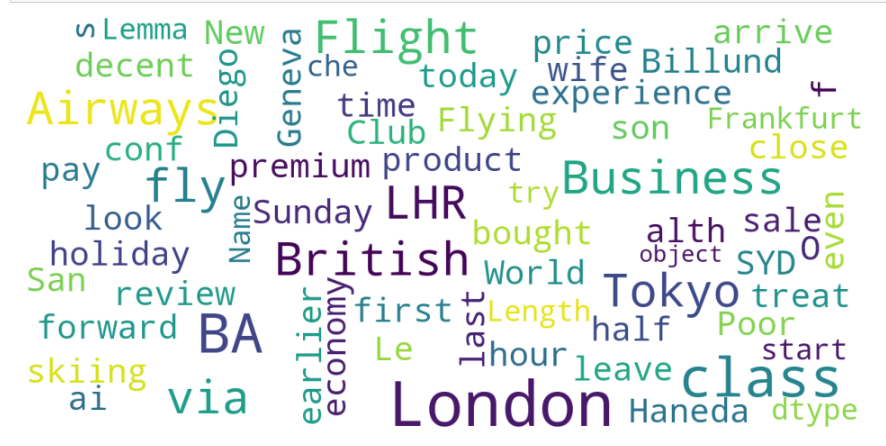 s Lemma New Flight price arrive
decent Diego Geneva che today wife Billund
Airways time experience f
conf Club Flying son Frankfurt close
pay fly premium product try Business
look Name Sunday LHR bought alth sale O even
holiday British World object SYD
San review Tokyo treat
forward BA earlier economy first last Length half Poor
skiing Le hour leave start
ai via London class Haneda dtype